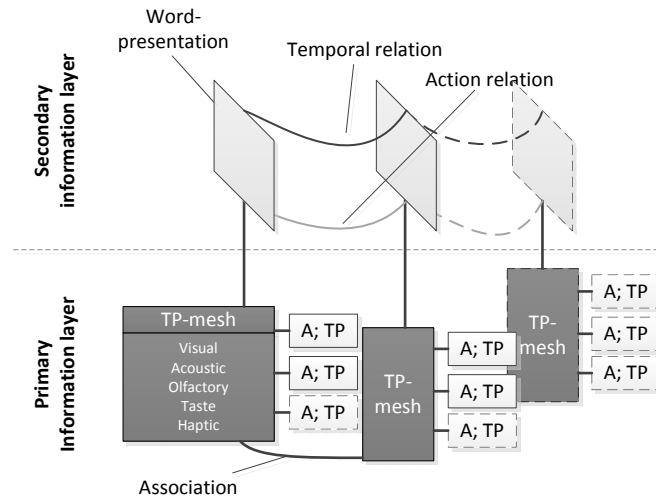 Word-
presentation
Temporal relation
Action relation
Secondary
information layer
Primary
Information layer
TP-mesh
Visual
Acoustic
Olfactory
Taste
Haptic
A; TP
A; TP
A; TP
TP-
mesh
A; TP
A; TP
A; TP
TP-
mesh
A; TP
A; TP
A; TP
Association